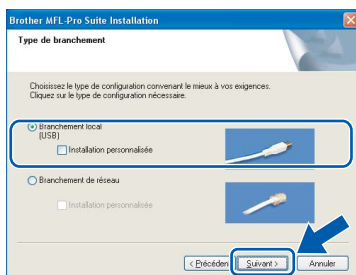 Brother MFL-Pro Suite Installation
Type de branchement
Choisissez le type de configuration convenant le mieux à vos exigences.
Cliquez sur le type de configuration nécessaire.
Branchement local
(USB)
Installation personnalisée
Branchement de réseau
Installation personnalisée
< Précéden
Suivant >
Annuler